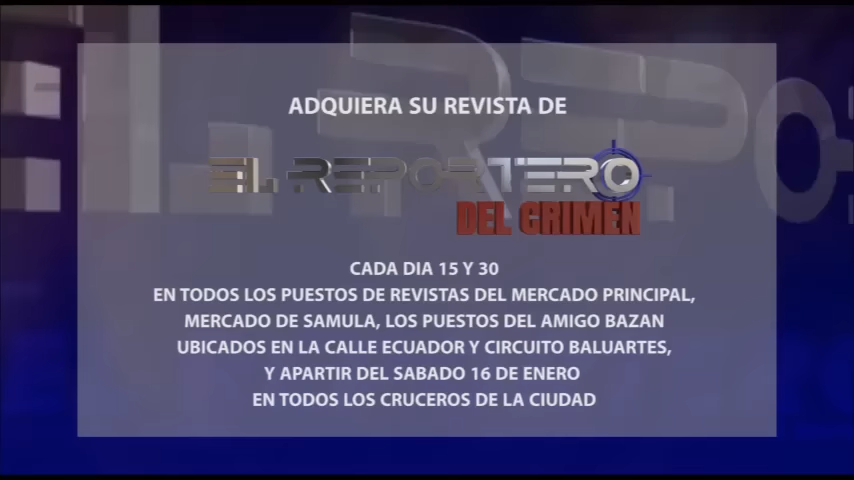 ADQUIERA SU REVISTA DE
EL REPORTERO
DEL CRIMEN
CADA DIA 15 Y 30
EN TODOS LOS PUESTOS DE REVISTAS DEL MERCADO PRINCIPAL,
MERCADO DE SAMULA, LOS PUESTOS DEL AMIGO BAZAN
UBICADOS EN LA CALLE ECUADOR Y CIRCUITO BALUARTES,
Y APARTIR DEL SABADO 16 DE ENERO
EN TODOS LOS CRUCEROS DE LA CIUDAD